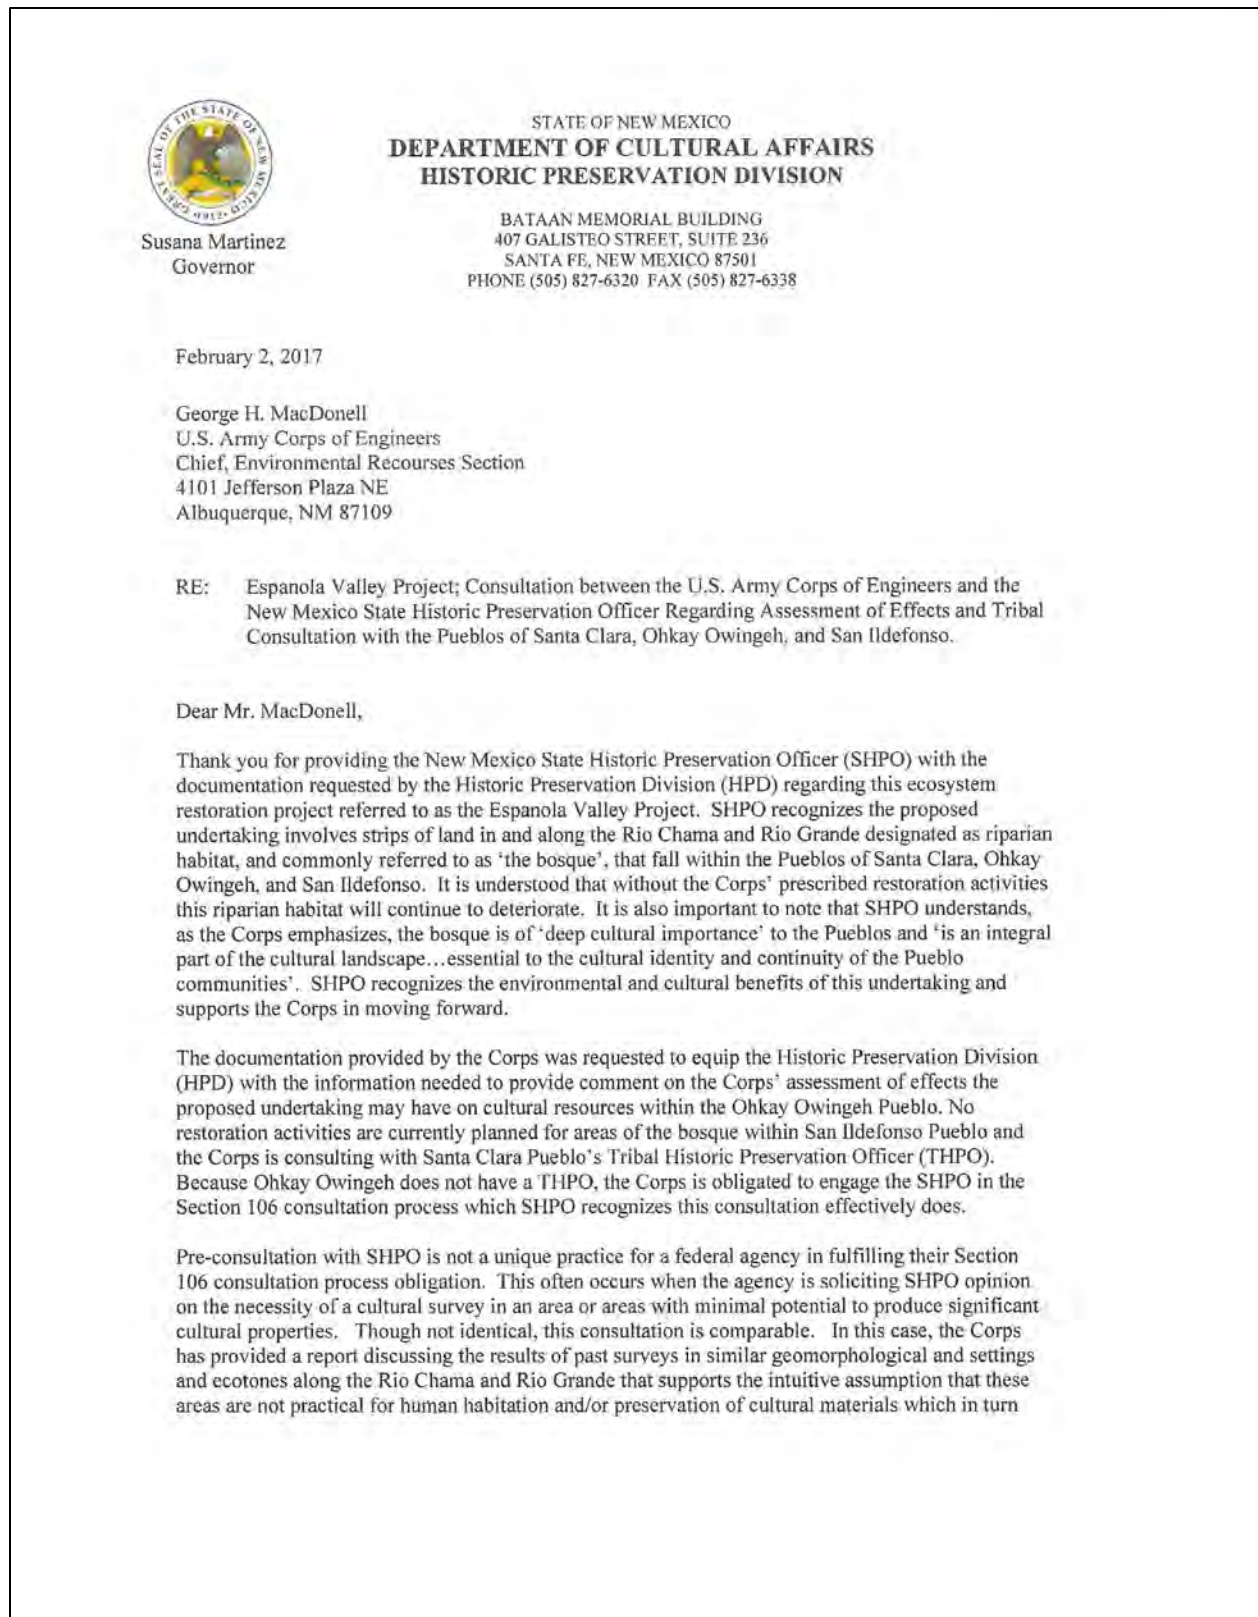 GREAT SEAL OF THE STATE OF NEW MEXICO
1912
Susana Martinez
Governor
STATE OF NEW MEXICO
DEPARTMENT OF CULTURAL AFFAIRS
HISTORIC PRESERVATION DIVISION
BATAAN MEMORIAL BUILDING
407 GALISTEO STREET, SUITE 236
SANTA FE, NEW MEXICO 87501
PHONE (505) 827-6320 FAX (505) 827-6338
February 2, 2017
George H. MacDonell
U.S. Army Corps of Engineers
Chief, Environmental Recourses Section
4101 Jefferson Plaza NE
Albuquerque, NM 87109
RE: Espanola Valley Project; Consultation between the U.S. Army Corps of Engineers and the
New Mexico State Historic Preservation Officer Regarding Assessment of Effects and Tribal
Consultation with the Pueblos of Santa Clara, Ohkay Owingeh, and San Ildefonso.
Dear Mr. MacDonell,
Thank you for providing the New Mexico State Historic Preservation Officer (SHPO) with the
documentation requested by the Historic Preservation Division (HPD) regarding this ecosystem
restoration project referred to as the Espanola Valley Project. SHPO recognizes the proposed
undertaking involves strips of land in and along the Rio Chama and Rio Grande designated as riparian
habitat, and commonly referred to as ‘the bosque’, that fall within the Pueblos of Santa Clara, Ohkay
Owingeh, and San Ildefonso. It is understood that without the Corps’ prescribed restoration activities
this riparian habitat will continue to deteriorate. It is also important to note that SHPO understands,
as the Corps emphasizes, the bosque is of ‘deep cultural importance’ to the Pueblos and ‘is an integral
part of the cultural landscape…essential to the cultural identity and continuity of the Pueblo
communities’. SHPO recognizes the environmental and cultural benefits of this undertaking and
supports the Corps in moving forward.
The documentation provided by the Corps was requested to equip the Historic Preservation Division
(HPD) with the information needed to provide comment on the Corps’ assessment of effects the
proposed undertaking may have on cultural resources within the Ohkay Owingeh Pueblo. No
restoration activities are currently planned for areas of the bosque within San Ildefonso Pueblo and
the Corps is consulting with Santa Clara Pueblo’s Tribal Historic Preservation Officer (THPO).
Because Ohkay Owingeh does not have a THPO, the Corps is obligated to engage the SHPO in the
Section 106 consultation process which SHPO recognizes this consultation effectively does.
Pre-consultation with SHPO is not a unique practice for a federal agency in fulfilling their Section
106 consultation process obligation. This often occurs when the agency is soliciting SHPO opinion
on the necessity of a cultural survey in an area or areas with minimal potential to produce significant
cultural properties. Though not identical, this consultation is comparable. In this case, the Corps
has provided a report discussing the results of past surveys in similar geomorphological and settings
and ecotones along the Rio Chama and Rio Grande that supports the intuitive assumption that these
areas are not practical for human habitation and/or preservation of cultural materials which in turn